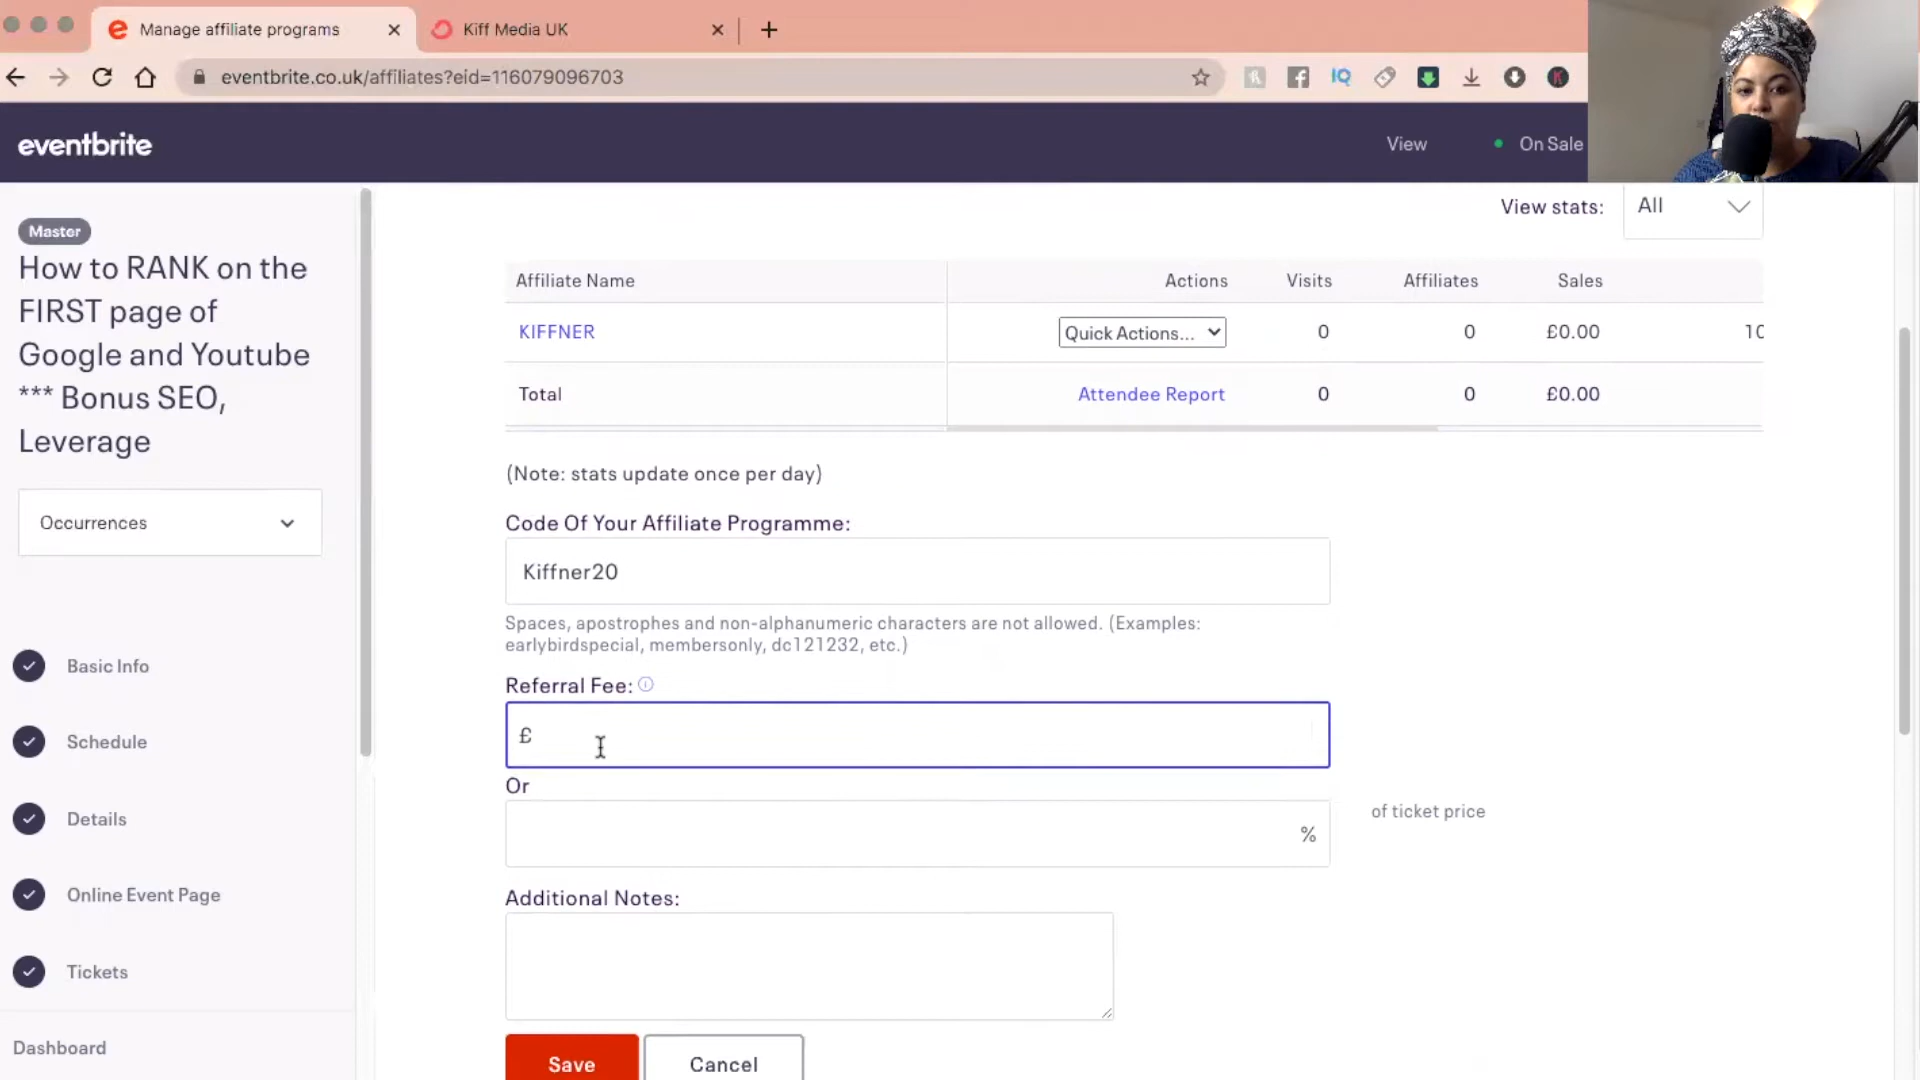 Manage affiliate programs
Kiff Media UK
eventbrite.co.uk/affiliates?eid=116079096703
eventbrite
View
On Sale
Master
How to RANK on the
FIRST page of
Google and Youtube
*** Bonus SEO,
Leverage
Occurrences
Basic Info
Schedule
Details
Online Event Page
Tickets
Dashboard
View stats: All
Affiliate Name Actions Visits Affiliates Sales
KIFFNER Quick Actions... 0 0 £0.00 10
Total Attendee Report 0 0 £0.00
(Note: stats update once per day)
Code Of Your Affiliate Programme:
Kiffner20
Spaces, apostrophes and non-alphanumeric characters are not allowed. (Examples:
earlybirdspecial, membersonly, dc121232, etc.)
Referral Fee:
£
Or
% of ticket price
Additional Notes:
Save Cancel